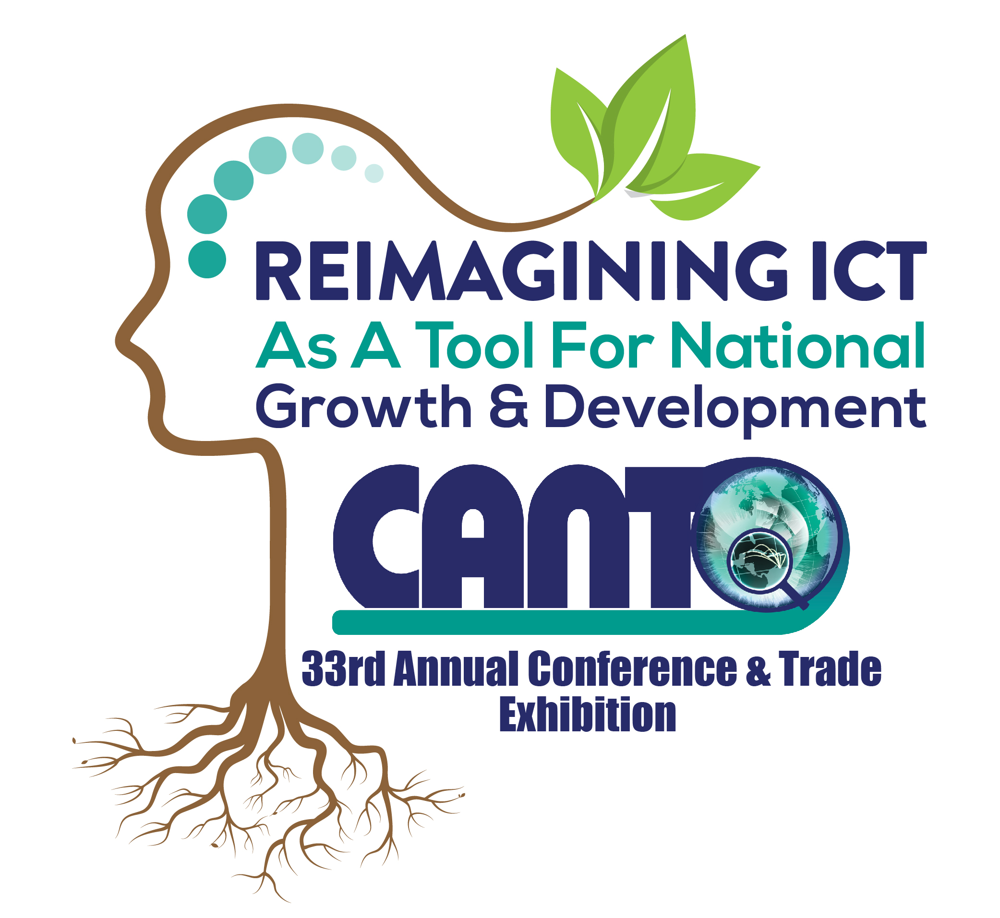 REIMAGINING ICT
As A Tool For National
Growth & Development
CANTO
33rd Annual Conference & Trade
Exhibition